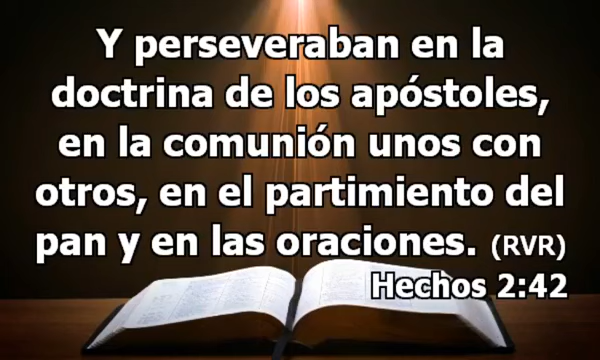 Y perseveraban en la
doctrina de los apóstoles,
en la comunión unos con
otros, en el partimiento del
pan y en las oraciones. (RVR)
Hechos 2:42